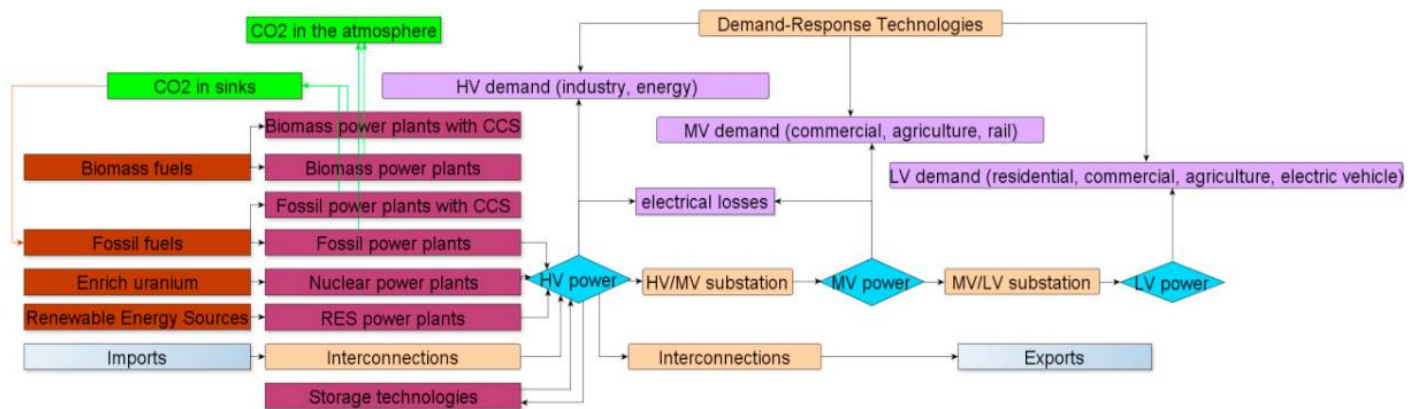 CO2 in the atmosphere
Demand-Response Technologies
CO2 in sinks
HV demand (industry, energy)
Biomass power plants with CCS
MV demand (commercial, agriculture, rail)
Biomass fuels
Biomass power plants
LV demand (residential, commercial, agriculture, electric vehicle)
Fossil power plants with CCS
electrical losses
Fossil fuels
Fossil power plants
Enrich uranium
Nuclear power plants
HV power
HV/MV substation
MV power
MV/LV substation
LV power
Renewable Energy Sources
RES power plants
Imports
Interconnections
Interconnections
Exports
Storage technologies